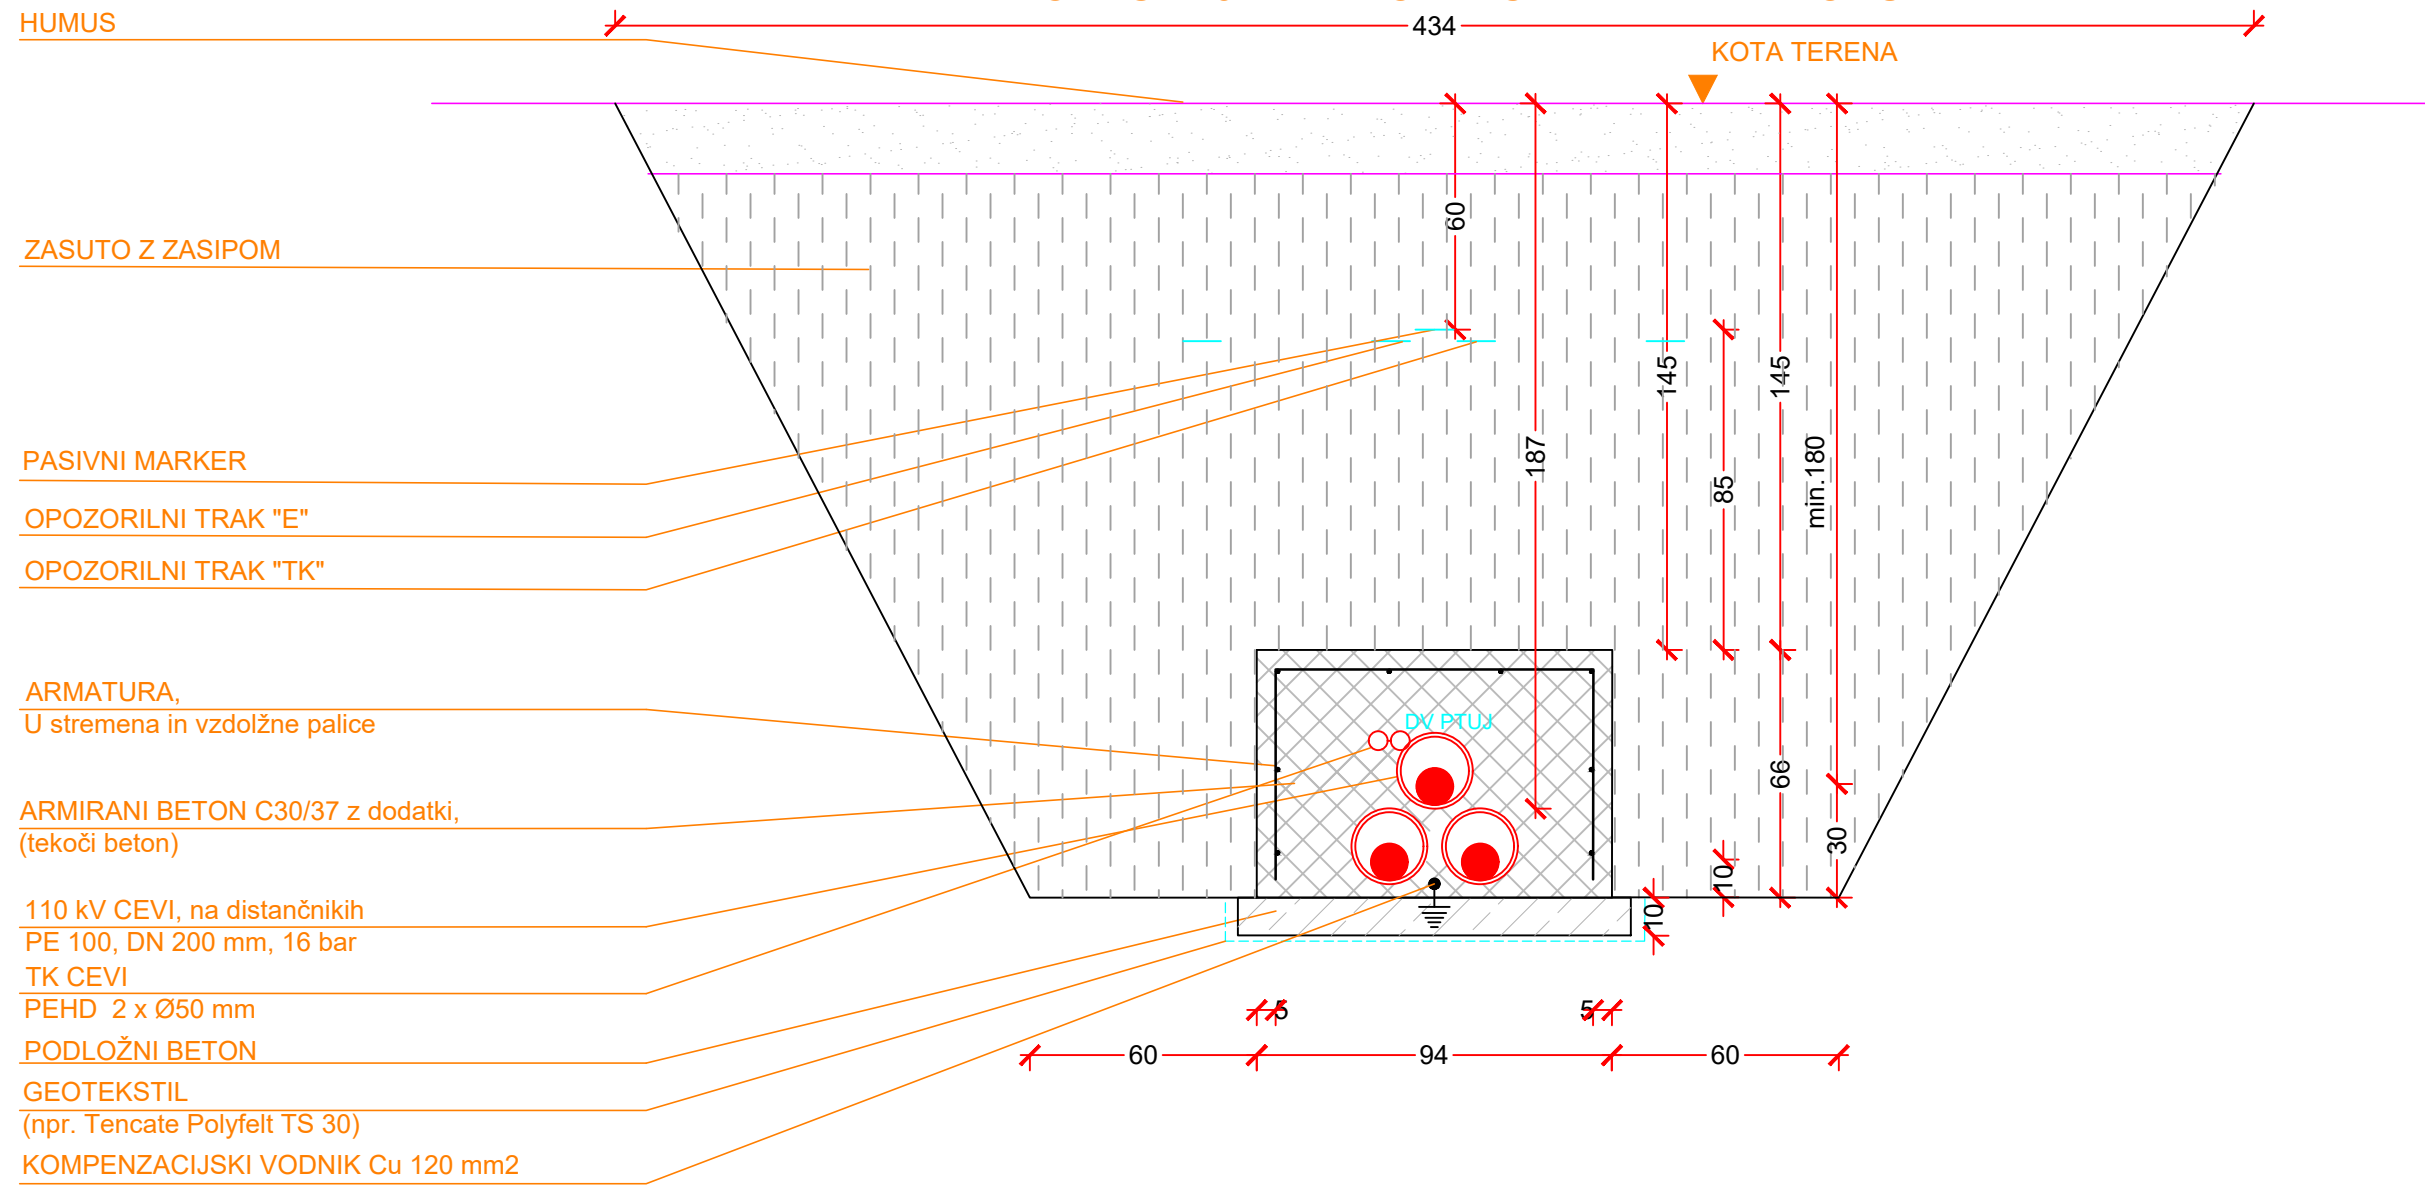 HUMUS
434
KOTA TERENA
60
ZASUTO Z ZASIPOM
145
145
187
min.180
85
PASIVNI MARKER
OPOZORILNI TRAK "E"
OPOZORILNI TRAK "TK"
ARMATURA,
U stremena in vzdolžne palice
DV PTUJ
66
ARMIRANI BETON C30/37 z dodatki,
(tekoči beton)
30
10
10
110 kV CEVI, na distančnikih
PE 100, DN 200 mm, 16 bar
TK CEVI
PEHD 2 x Ø50 mm
5
5
PODLOŽNI BETON
60
94
60
GEOTEKSTIL
(npr. Tencate Polyfelt TS 30)
KOMPENZACIJSKI VODNIK Cu 120 mm2